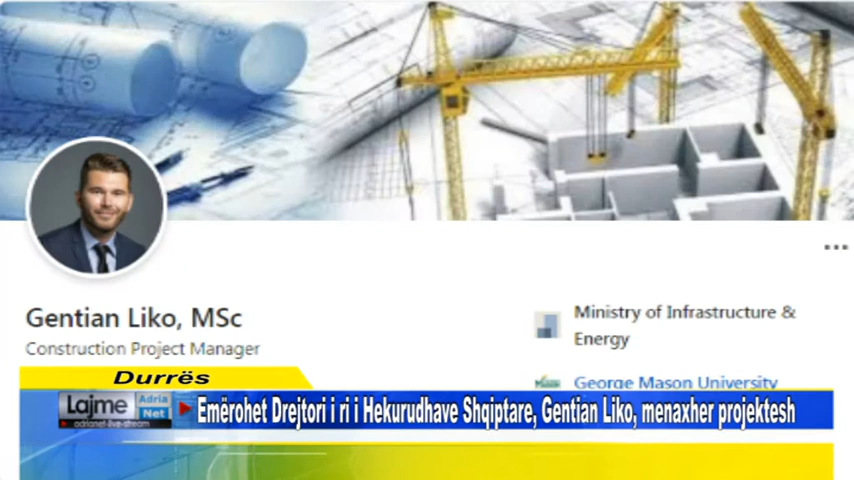 Gentian Liko, MSc
Construction Project Manager
Ministry of Infrastructure &
Energy
George Mason University
Durrës
Lajme
Adria
Net
adrianet-live-stream
Emërohet Drejtori i ri i Hekurudhave Shqiptare, Gentian Liko, menaxher projektesh